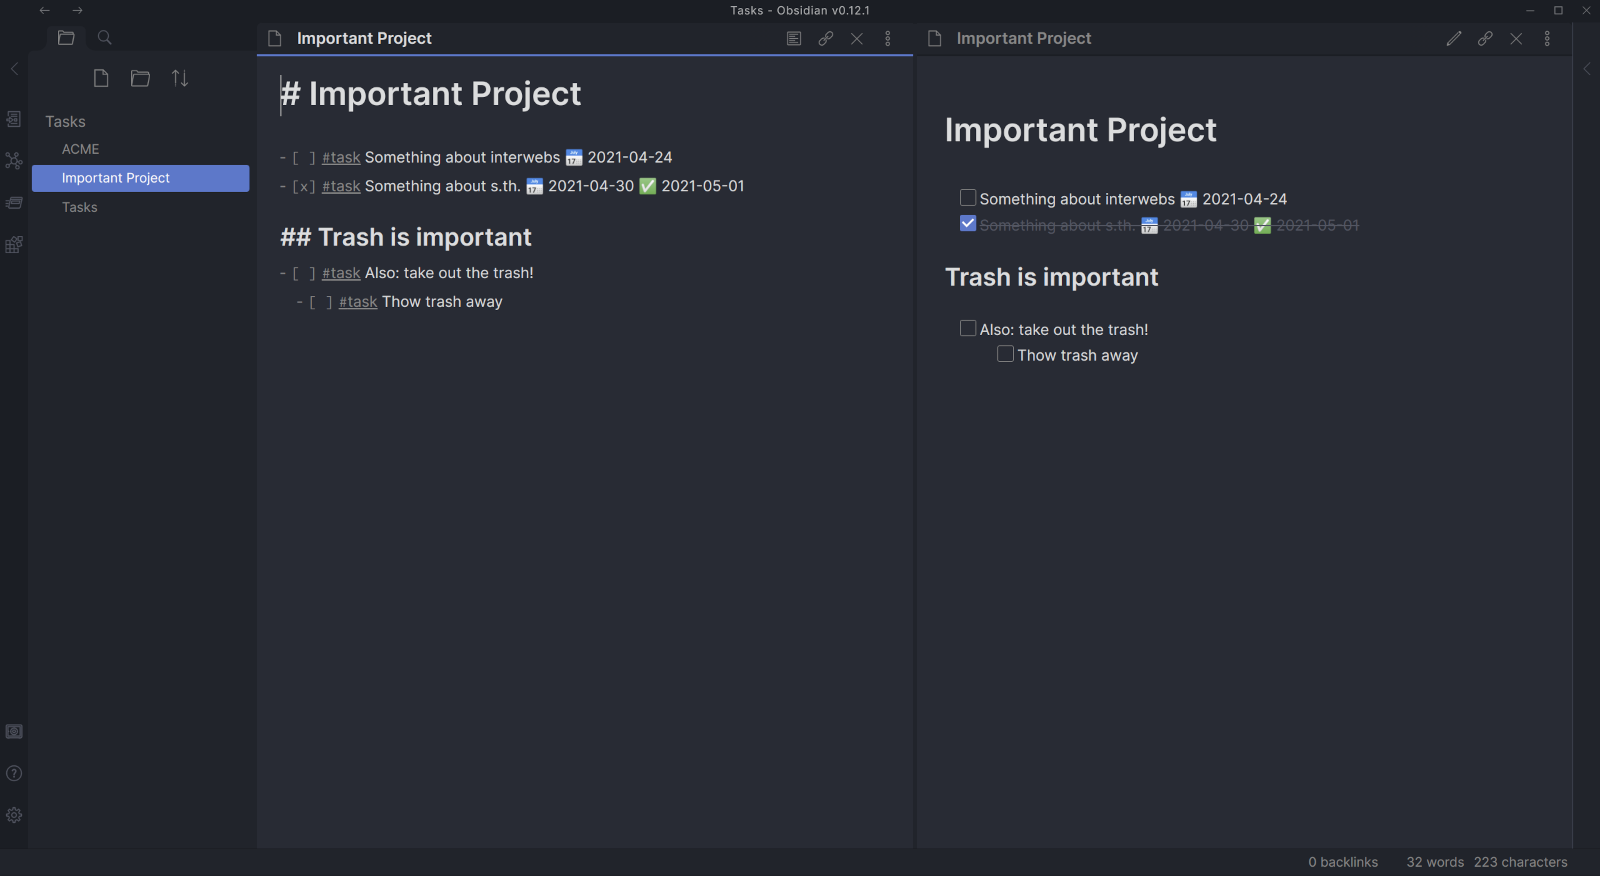 Tasks - Obsidian v0.12.1
Tasks
ACME
Important Project
Tasks
Important Project
# Important Project
- [ ] #task Something about interwebs 📅 2021-04-24
- [x] #task Something about s.th. 📅 2021-04-30 ✅ 2021-05-01
## Trash is important
- [ ] #task Also: take out the trash!
- [ ] #task Thow trash away
Important Project
Important Project
Something about interwebs 📅 2021-04-24
Something about s.th. 📅 2021-04-30 ✅ 2021-05-01
Trash is important
Also: take out the trash!
Thow trash away
0 backlinks 32 words 223 characters